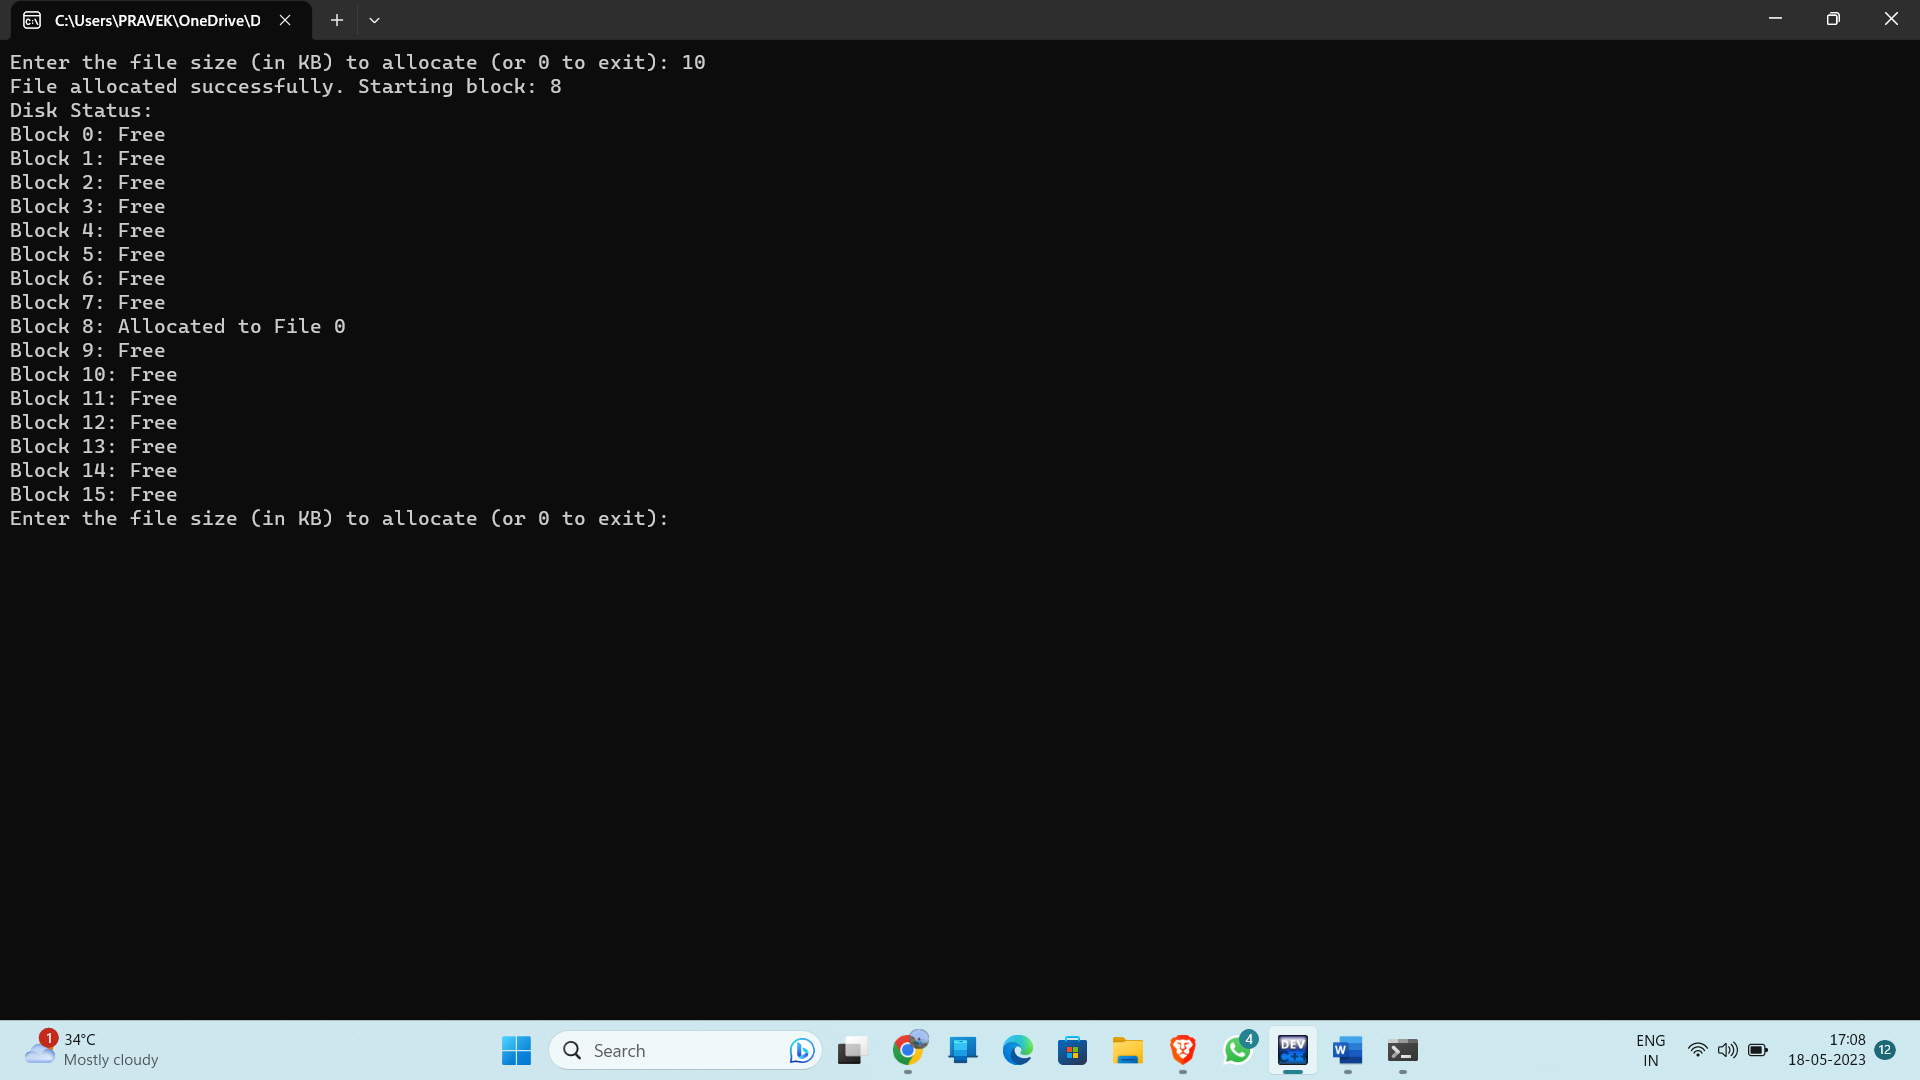 C:\Users\PRAVEK\OneDrive\D
Enter the file size (in KB) to allocate (or 0 to exit): 10
File allocated successfully. Starting block: 8
Disk Status:
Block 0: Free
Block 1: Free
Block 2: Free
Block 3: Free
Block 4: Free
Block 5: Free
Block 6: Free
Block 7: Free
Block 8: Allocated to File 0
Block 9: Free
Block 10: Free
Block 11: Free
Block 12: Free
Block 13: Free
Block 14: Free
Block 15: Free
Enter the file size (in KB) to allocate (or 0 to exit):
1
34°C
Mostly cloudy
Search
4
DEV
C++
W
ENG
IN
17:08
18-05-2023
12